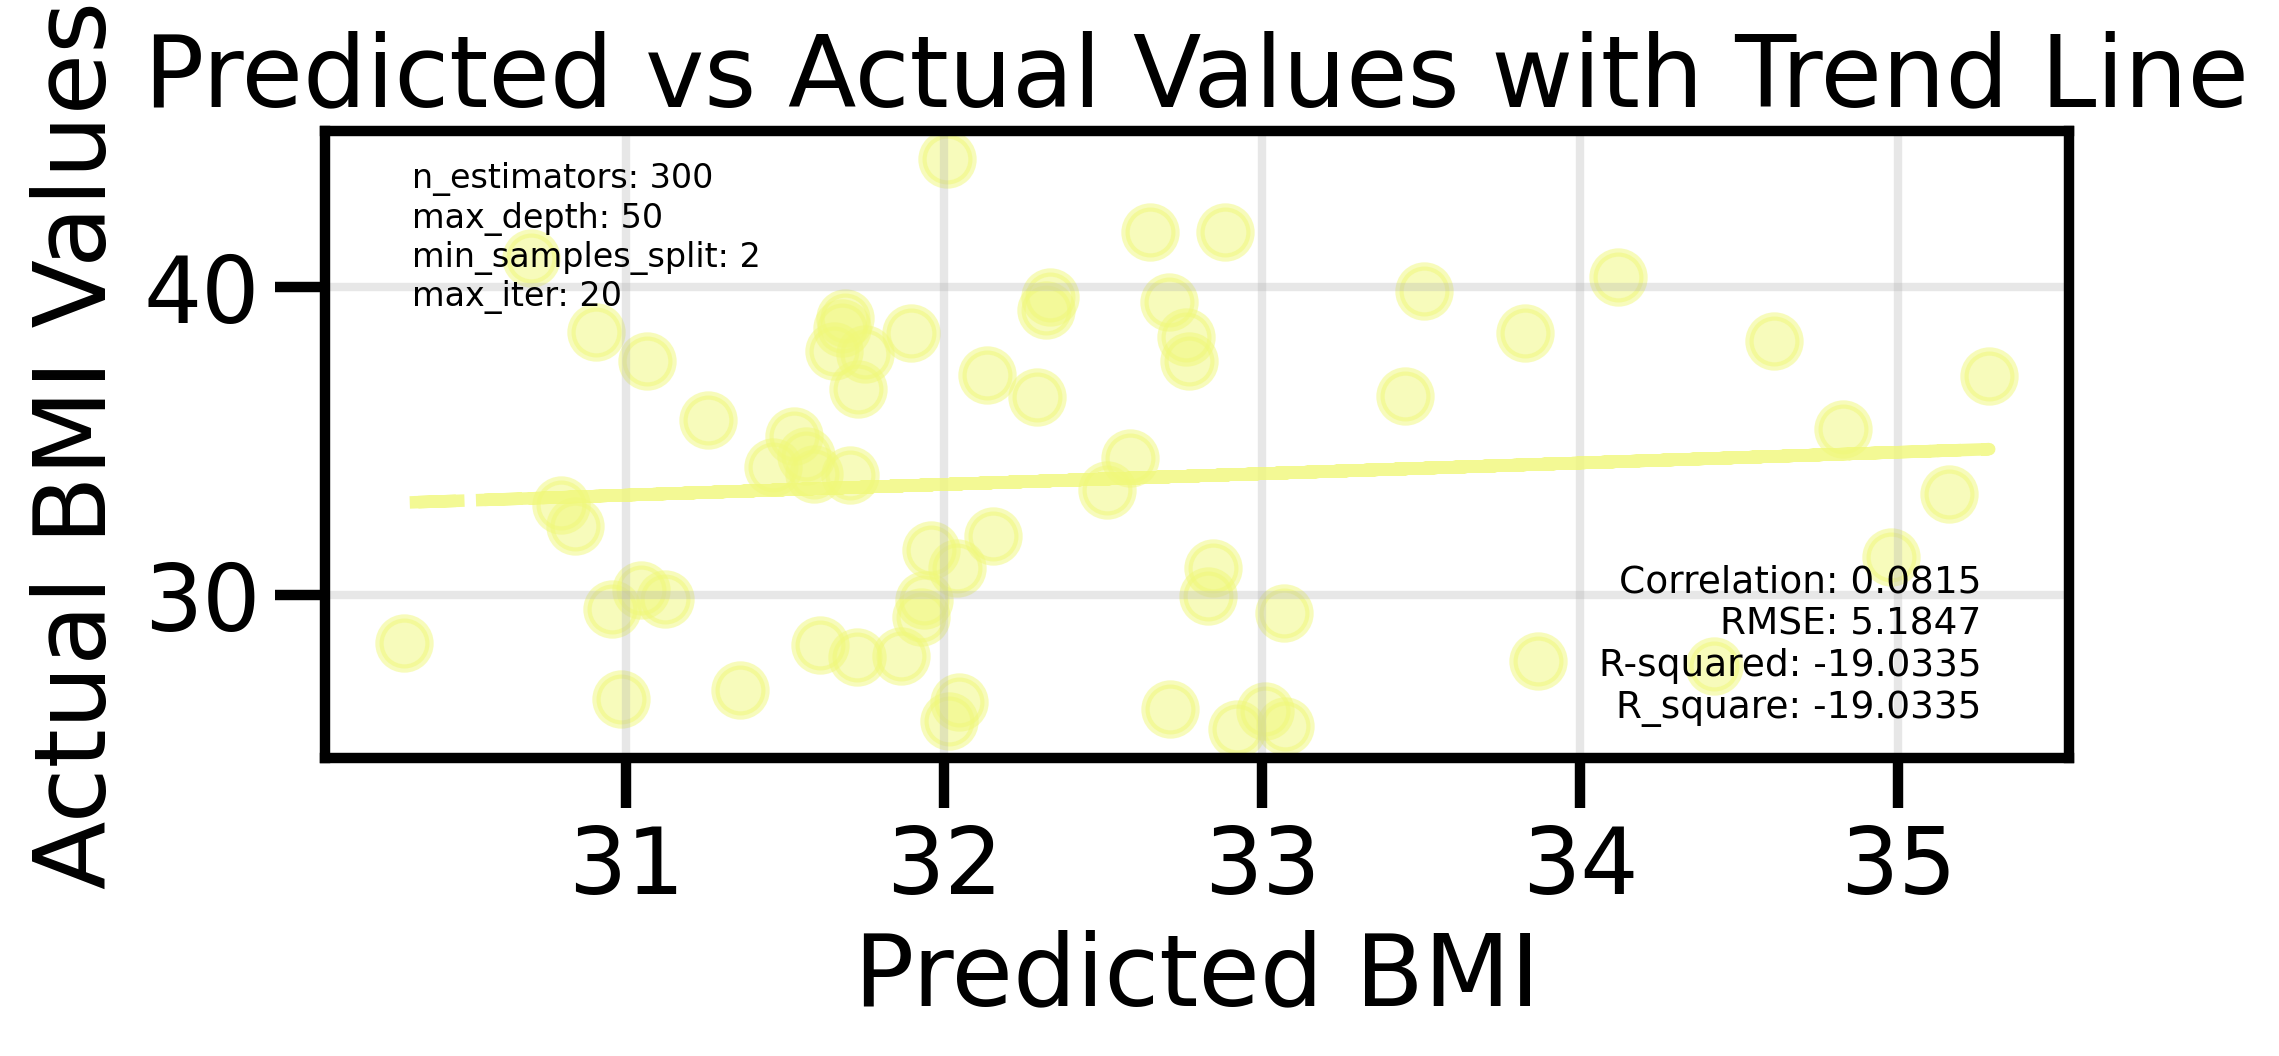 Predicted vs Actual Values with Trend Line
Actual BMI Values
n_estimators: 300
max_depth: 50
min_samples_split: 2
max_iter: 20
40
30
Correlation: 0.0815
RMSE: 5.1847
R-squared: -19.0335
R_square: -19.0335
31 32 33 34 35
Predicted BMI